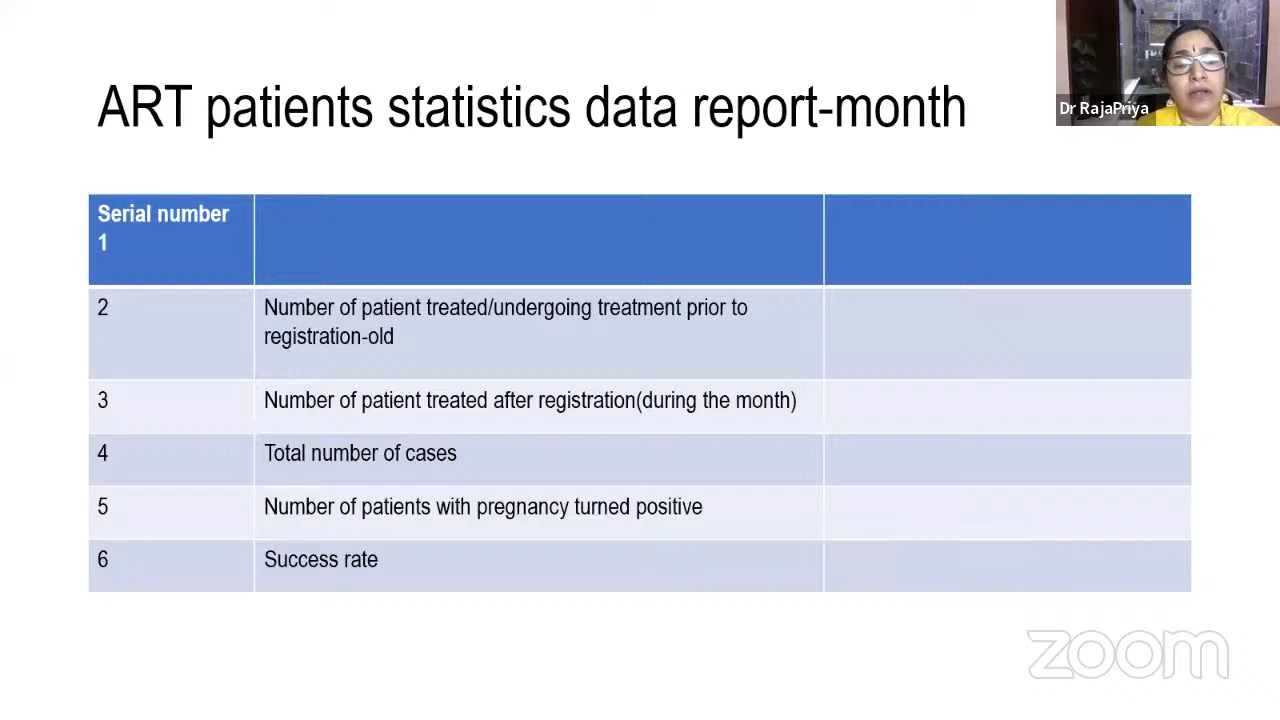 ART patients statistics data report-month
Dr RajaPriya
Serial number
1
2
Number of patient treated/undergoing treatment prior to
registration-old
3
Number of patient treated after registration(during the month)
4
Total number of cases
5
Number of patients with pregnancy turned positive
6
Success rate
zoom